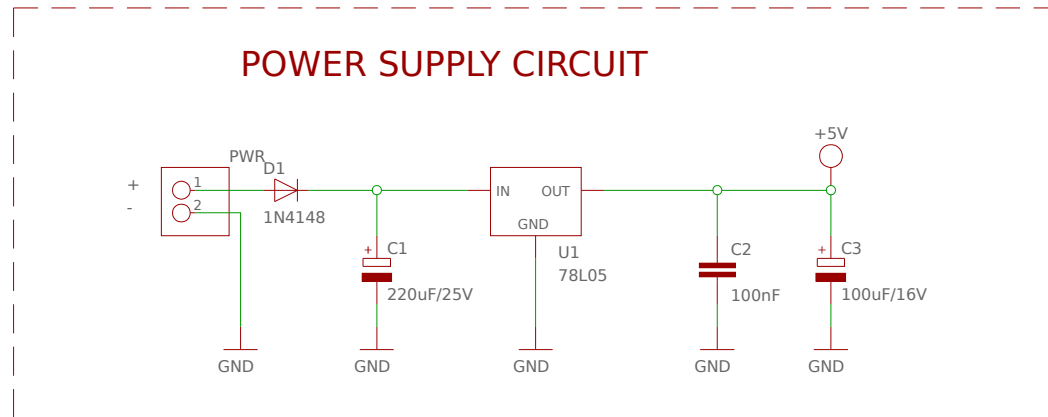 POWER SUPPLY CIRCUIT
+5V
PWR
D1
+
1
-
2
1N4148
IN
OUT
GND
U1
78L05
+
C1
220uF/25V
C2
100nF
+
C3
100uF/16V
GND
GND
GND
GND
GND